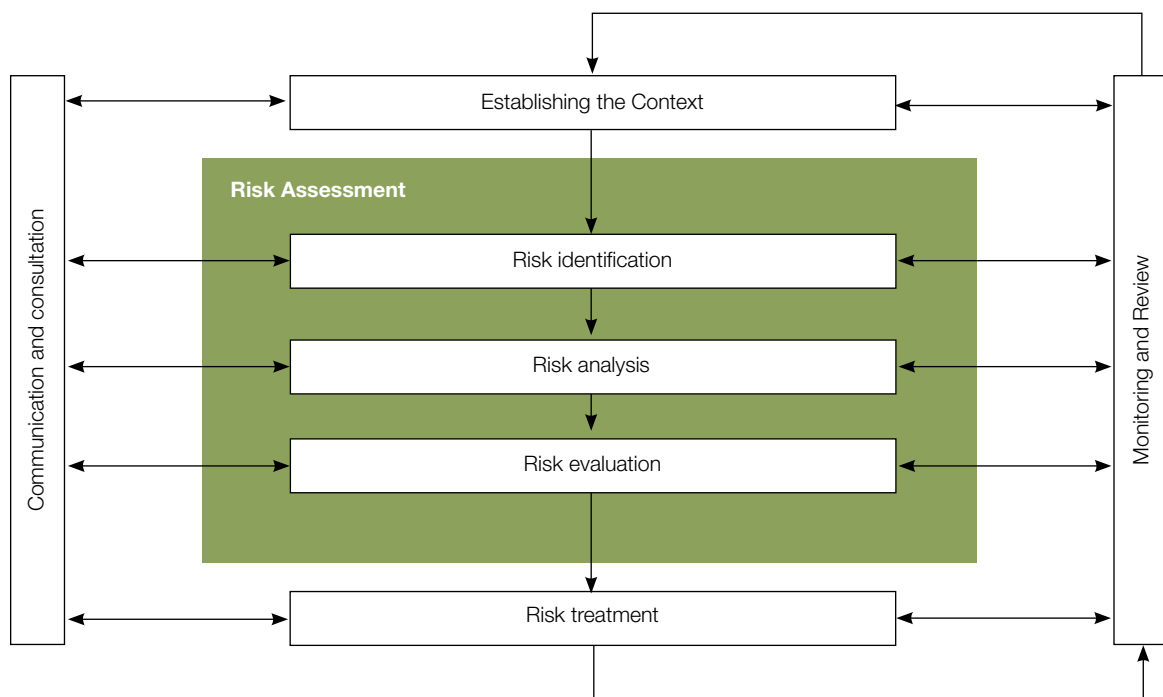 Establishing the Context
Risk Assessment
Risk identification
Risk analysis
Risk evaluation
Risk treatment
Communication and consultation
Monitoring and Review